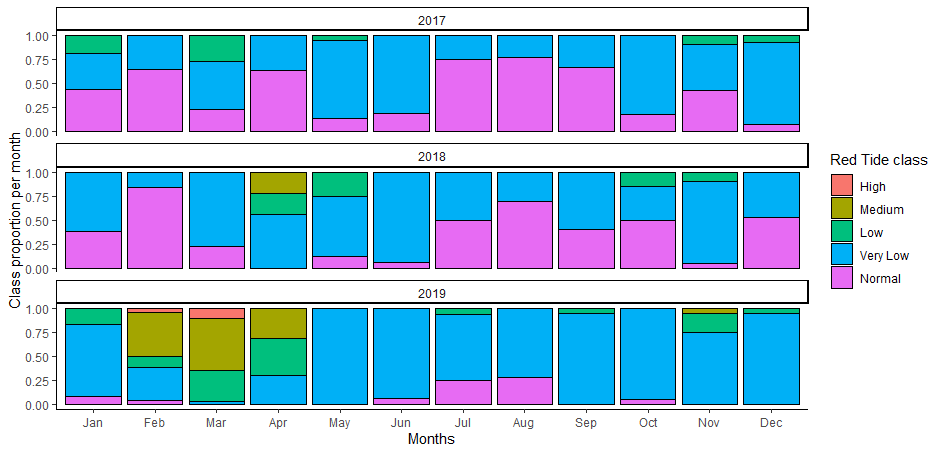 2017
1.00
0.75
0.50
0.25
0.00
2018
1.00
0.75
0.50
0.25
0.00
2019
1.00
0.75
0.50
0.25
0.00
Class proportion per month
Jan Feb Mar Apr May Jun Jul Aug Sep Oct Nov Dec
Months
Red Tide class
High
Medium
Low
Very Low
Normal